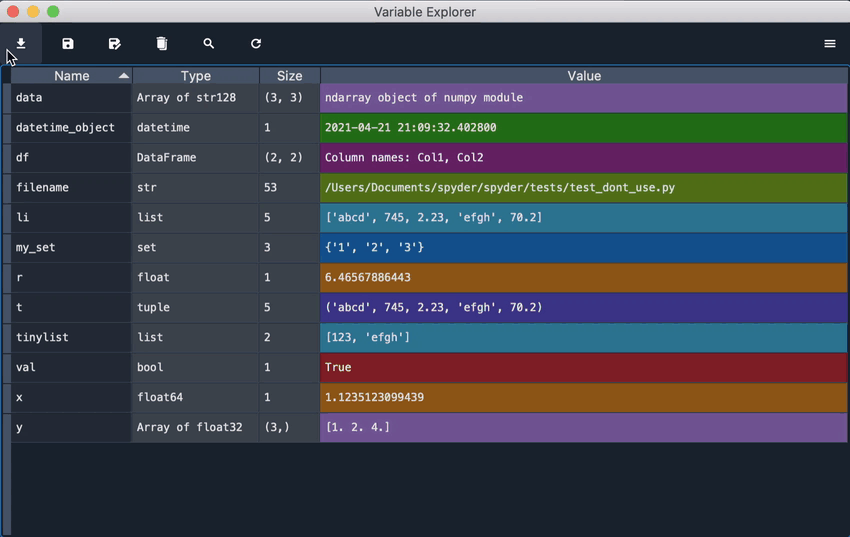 Variable Explorer
Name Type Size Value
data Array of str128 (3, 3) ndarray object of numpy module
datetime_object datetime 1 2021-04-21 21:09:32.402800
df DataFrame (2, 2) Column names: Col1, Col2
filename str 53 /Users/Documents/spyder/spyder/tests/test_dont_use.py
li list 5 ['abcd', 745, 2.23, 'efgh', 70.2]
my_set set 3 {'1', '2', '3'}
r float 1 6.46567886443
t tuple 5 ('abcd', 745, 2.23, 'efgh', 70.2)
tinylist list 2 [123, 'efgh']
val bool 1 True
x float64 1 1.1235123099439
y Array of float32 (3,) [1. 2. 4.]